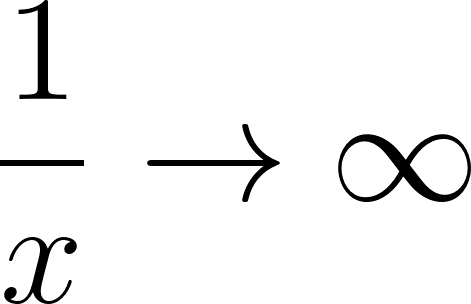 1/x → ∞